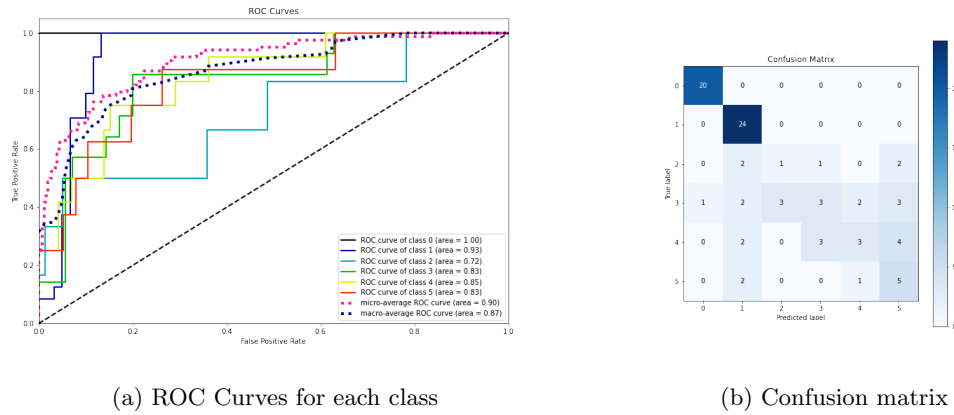 ROC Curves
1.0
0.8
0.6
0.4
0.2
0.0
True Positive Rate
0.0 0.2 0.4 0.6 0.8 1.0
False Positive Rate
ROC curve of class 0 (area = 1.00)
ROC curve of class 1 (area = 0.93)
ROC curve of class 2 (area = 0.72)
ROC curve of class 3 (area = 0.83)
ROC curve of class 4 (area = 0.85)
ROC curve of class 5 (area = 0.83)
micro-average ROC curve (area = 0.90)
macro-average ROC curve (area = 0.87)
(a) ROC Curves for each class
Confusion Matrix
True label
0 20 0 0 0 0 0
1 0 24 0 0 0 0
2 0 2 1 1 0 2
3 1 2 3 3 2 3
4 0 2 0 3 3 4
5 0 2 0 0 1 5
0 1 2 3 4 5
Predicted label
(b) Confusion matrix